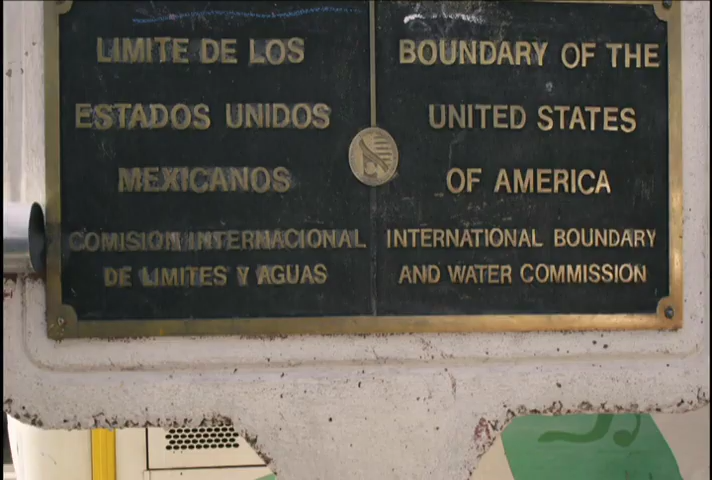 LIMITE DE LOS
ESTADOS UNIDOS
MEXICANOS
COMISION INTERNACIONAL
DE LIMITES Y AGUAS
BOUNDARY OF THE
UNITED STATES
OF AMERICA
INTERNATIONAL BOUNDARY
AND WATER COMMISSION